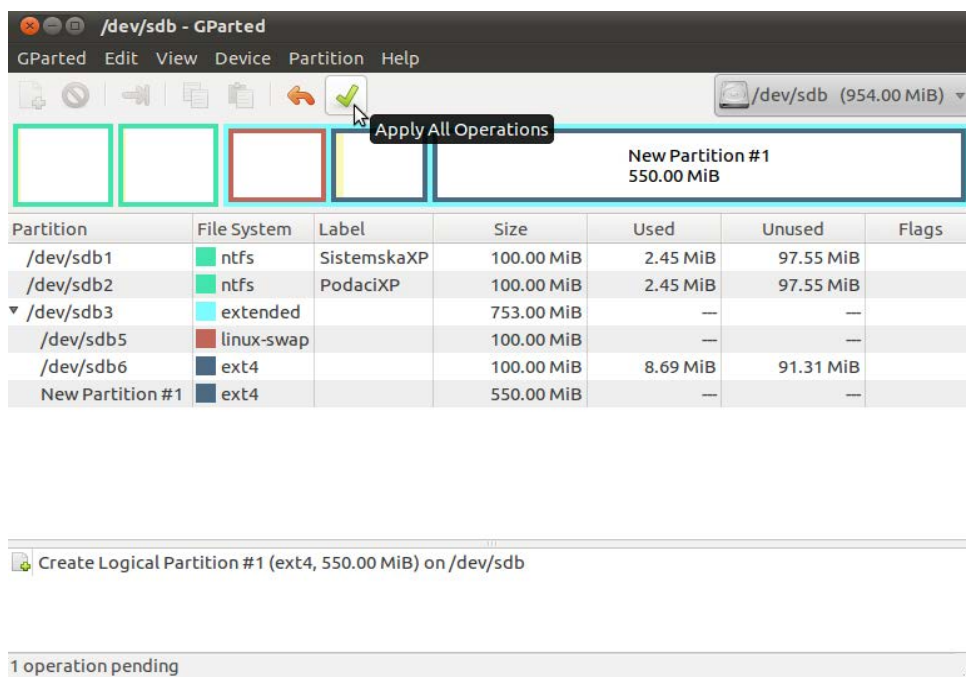 /dev/sdb - GParted
GParted Edit View Device Partition Help
/dev/sdb (954.00 MiB)
Apply All Operations
New Partition #1
550.00 MiB
Partition File System Label Size Used Unused Flags
/dev/sdb1 ntfs SistemskaXP 100.00 MiB 2.45 MiB 97.55 MiB
/dev/sdb2 ntfs PodaciXP 100.00 MiB 2.45 MiB 97.55 MiB
/dev/sdb3 extended 753.00 MiB --- ---
/dev/sdb5 linux-swap 100.00 MiB --- ---
/dev/sdb6 ext4 100.00 MiB 8.69 MiB 91.31 MiB
New Partition #1 ext4 550.00 MiB --- ---
Create Logical Partition #1 (ext4, 550.00 MiB) on /dev/sdb
1 operation pending